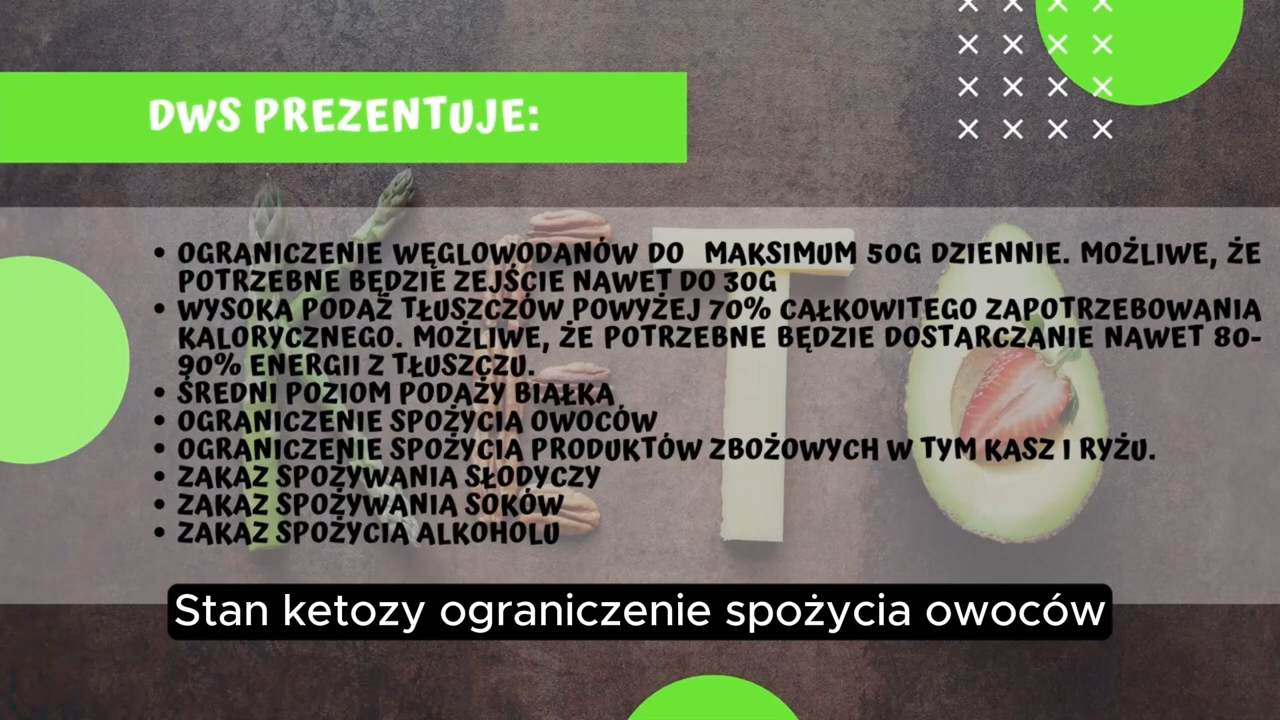 DWS PREZENTUJE:
• OGRANICZENIE WĘGLOWODANÓW DO MAKSIMUM 50G DZIENNIE. MOŻLIWE, ŻE
POTRZEBNE BĘDZIE ZEJŚCIE NAWET DO 30G
• WYSOKA PODAŻ TŁUSZCZÓW POWYŻEJ 70% CAŁKOWITEGO ZAPOTRZEBOWANIA
KALORYCZNEGO. MOŻLIWE, ŻE POTRZEBNE BĘDZIE DOSTARCZANIE NAWET 80-
90% ENERGII Z TŁUSZCZU.
• ŚREDNI POZIOM PODAŻY BIAŁKA
• OGRANICZENIE SPOŻYCIA OWOCÓW
• OGRANICZENIE SPOŻYCIA PRODUKTÓW ZBOŻOWYCH W TYM KASZ I RYŻU.
• ZAKAZ SPOŻYWANIA SŁODYCZY
• ZAKAZ SPOŻYWANIA SOKÓW
• ZAKAZ SPOŻYCIA ALKOHOLU
Stan ketozy ograniczenie spożycia owoców